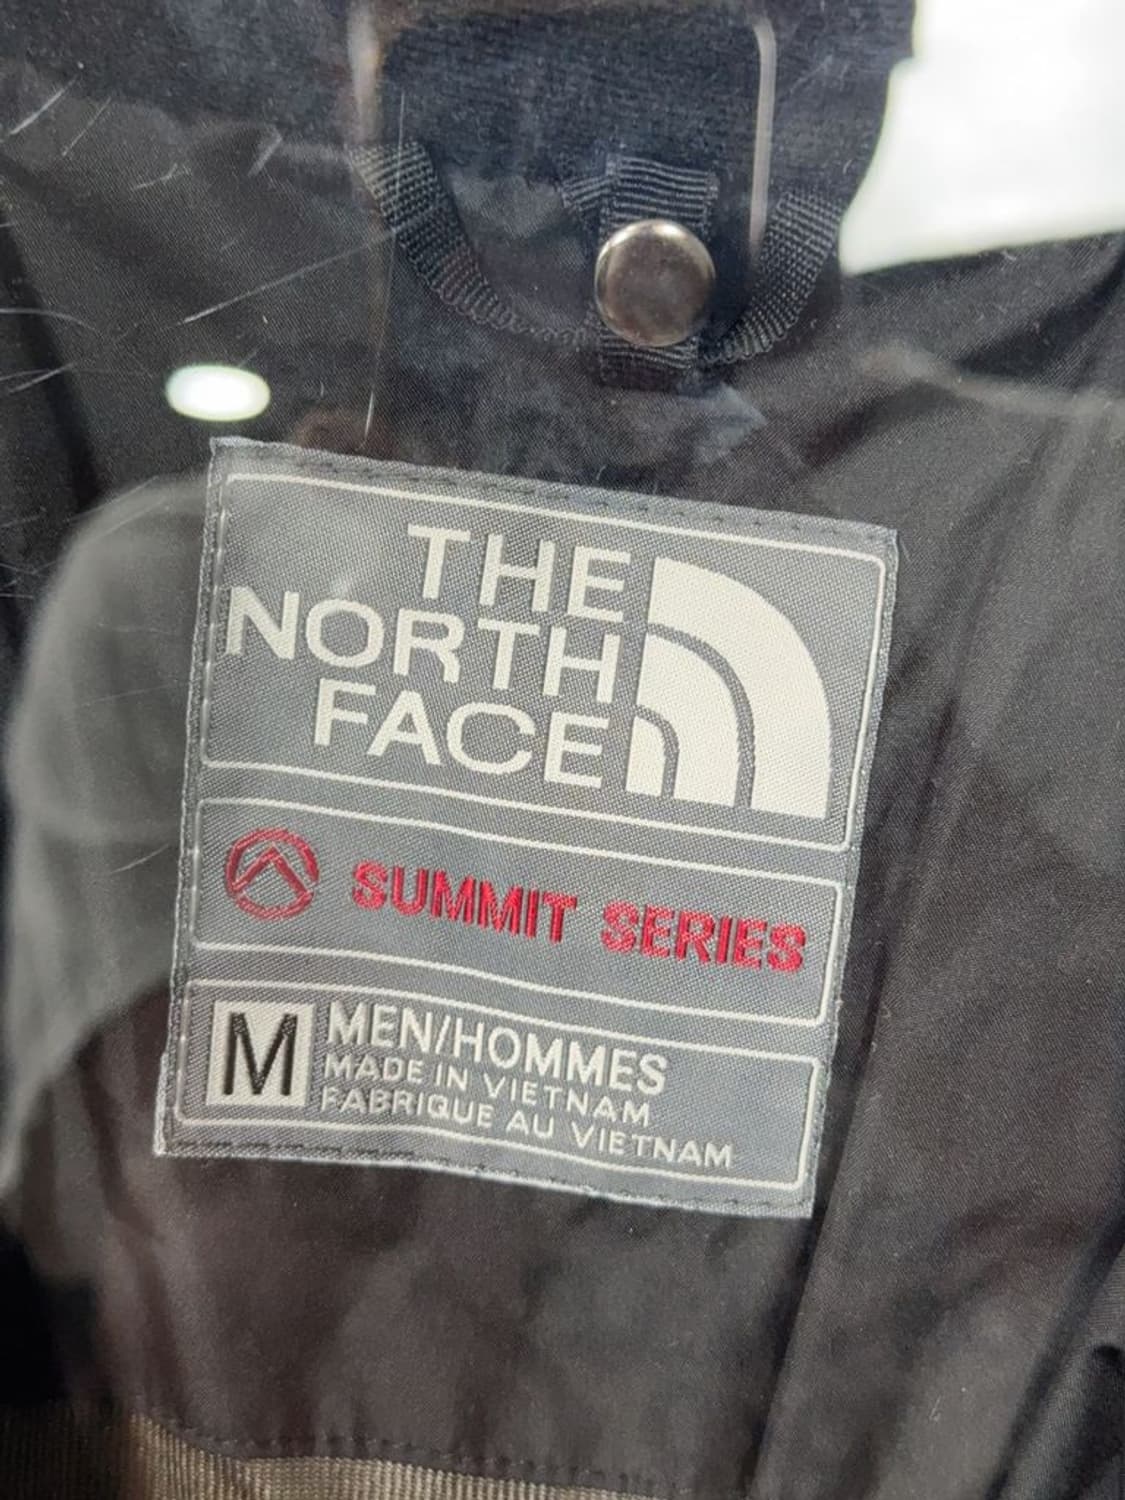 THE
NORTH
FACE
SUMMIT SERIES
M
MEN/HOMMES
MADE IN VIETNAM
FABRIQUE AU VIETNAM